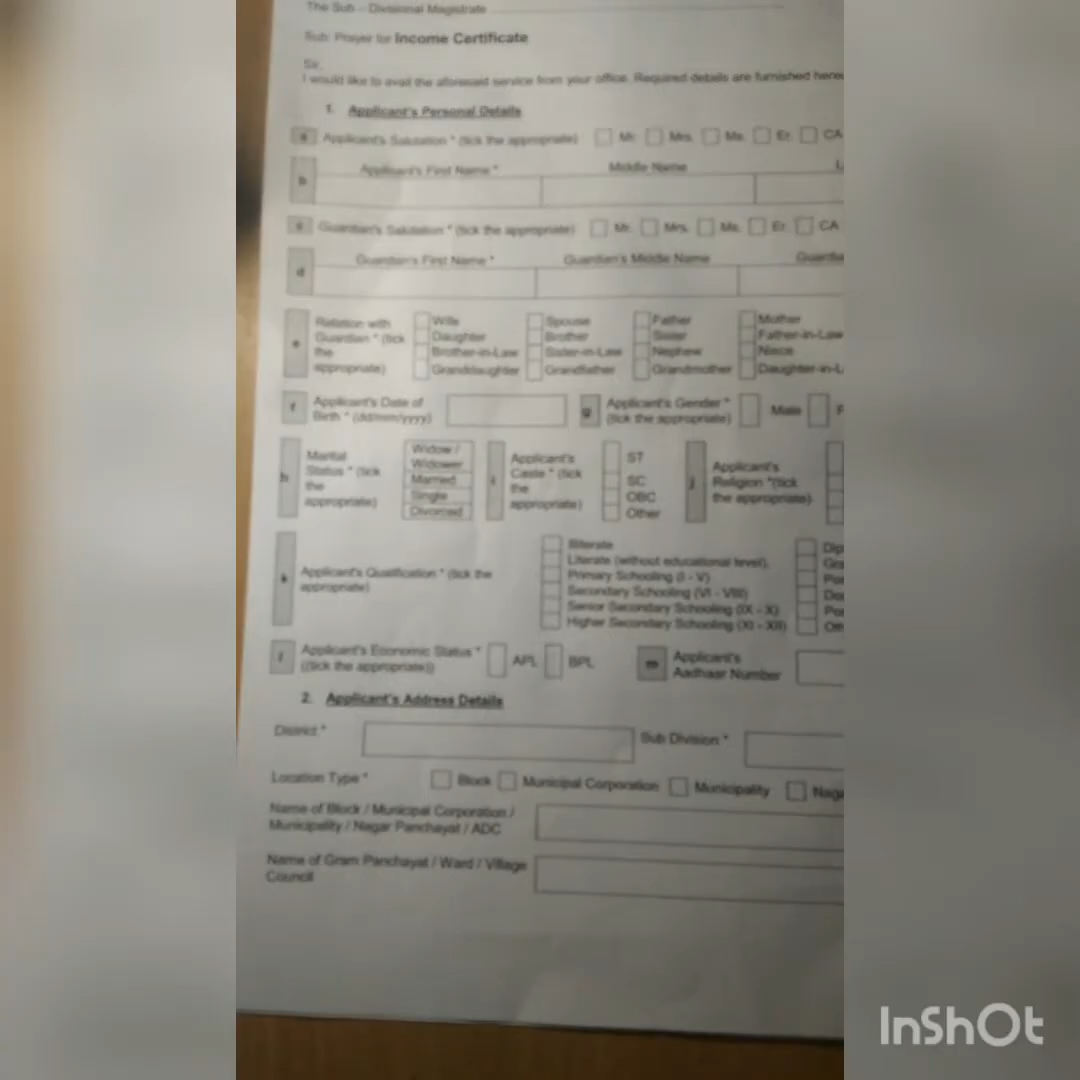 The Sub – Divisional Magistrate
Sub: Prayer for Income Certificate
Sir,
I would like to avail the aforesaid service from your office. Required details are furnished
1. Applicant's Personal Details
a Applicant's Salutation * (tick the appropriate) Mr. Mrs. Ms. Er. CA
b Applicant's First Name * Middle Name
c Guardian's Salutation * (tick the appropriate) Mr. Mrs. Ms. Er. CA
d Guardian's First Name * Guardian's Middle Name
e Relation with Guardian * (tick the appropriate)
Wife Spouse Father Mother
Daughter Brother Sister Father-in-Law
Brother-in-Law Sister-in-Law Nephew Niece
Granddaughter Grandfather Grandmother
f Applicant's Date of Birth * (dd/mm/yyyy) g Applicant's Gender * (tick the appropriate) Male
h Marital Status * (tick the appropriate)
Widow / Widower
Married
Single
Divorced
i Applicant's Caste * (tick the appropriate)
ST
SC
OBC
Other
j Applicant's Religion *(tick the appropriate)
k Applicant's Qualification * (tick the appropriate)
Illiterate
Literate (without educational level),
Primary Schooling (I - V)
Secondary Schooling (VI - VIII)
Senior Secondary Schooling (IX - X)
Higher Secondary Schooling (XI - XII)
l Applicant's Economic Status * ((tick the appropriate)) APL BPL m Applicant's Aadhaar Number
2. Applicant's Address Details
District * Sub Division *
Location Type * Block Municipal Corporation Municipality
Name of Block / Municipal Corporation /
Municipality / Nagar Panchayat / ADC
Name of Gram Panchayat / Ward / Village
Council
InShOt